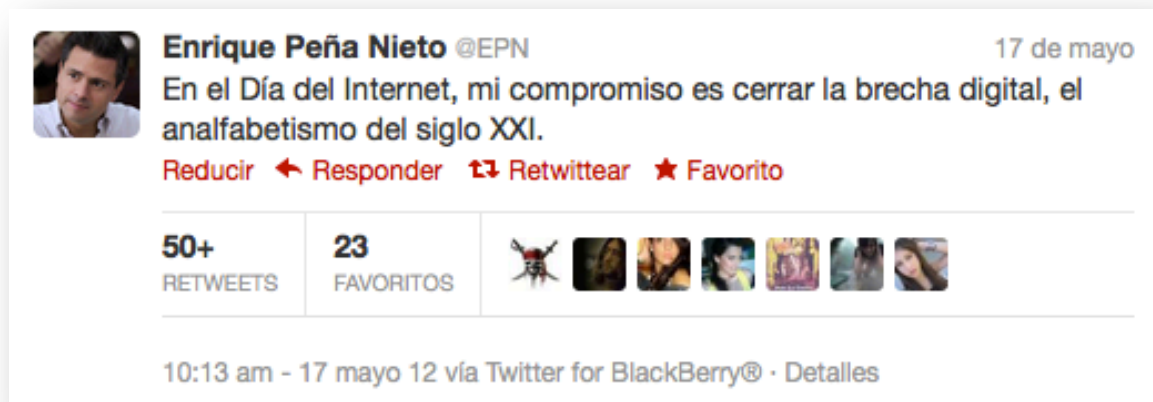 Enrique Peña Nieto @EPN 17 de mayo
En el Día del Internet, mi compromiso es cerrar la brecha digital, el
analfabetismo del siglo XXI.
Reducir Responder Retwittear Favorito
50+ 23
RETWEETS FAVORITOS
10:13 am - 17 mayo 12 vía Twitter for BlackBerry® · Detalles